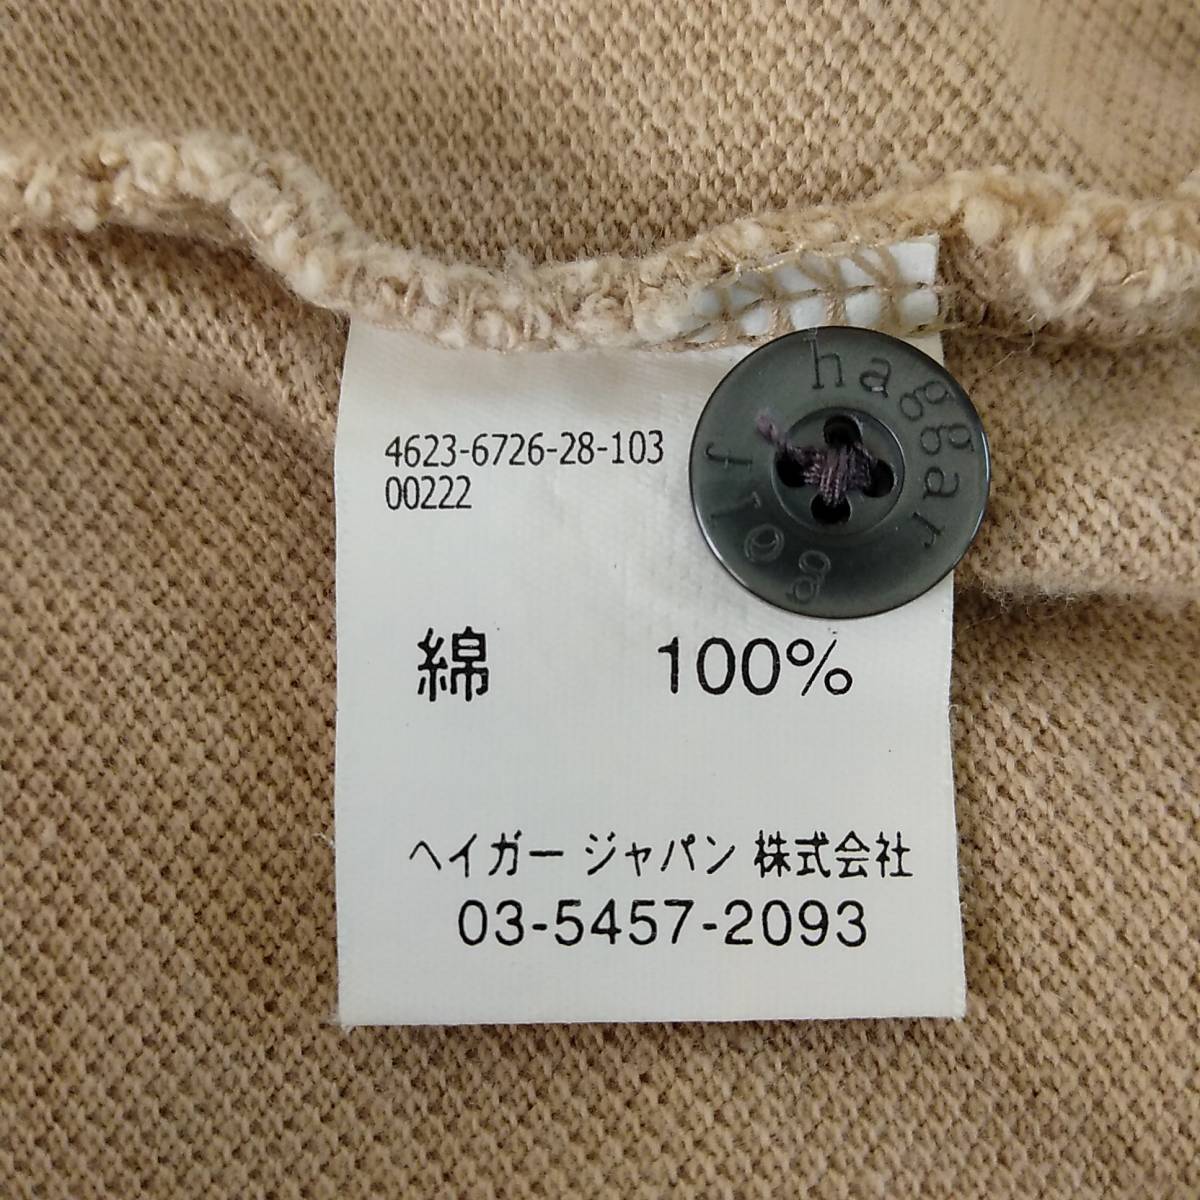 haggar
golf
4623-6726-28-103
00222
綿 100%
ヘイガー ジャパン 株式会社
03-5457-2093